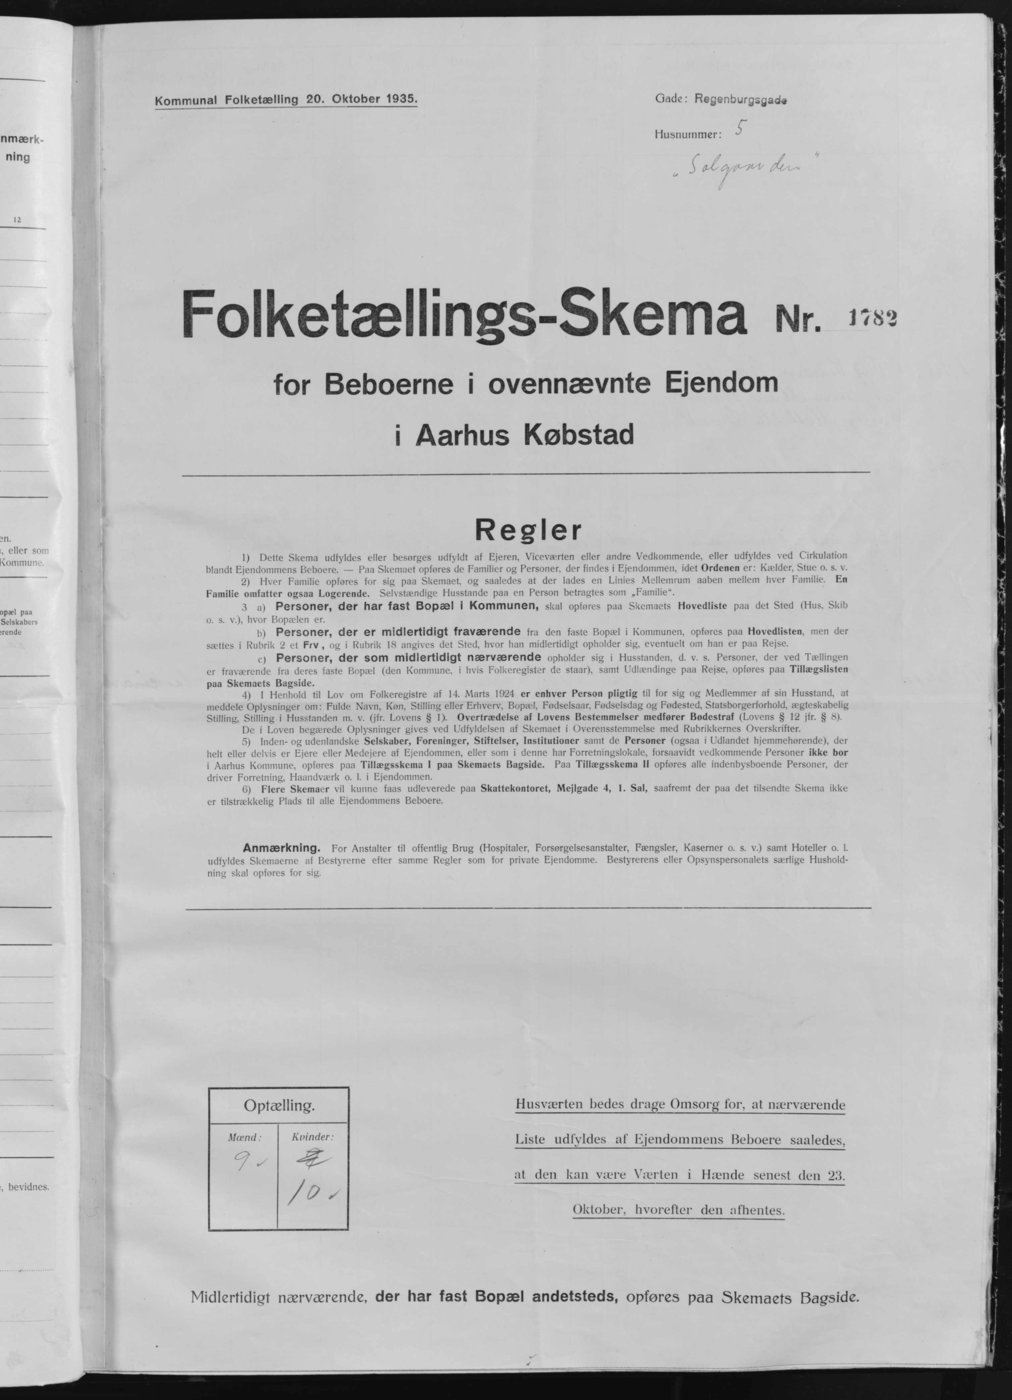 nmærk-
ning
12
en.
, eller som
Kommune.
opæl paa
Selskabers
erende
, bevidnes.
Kommunal Folketælling 20. Oktober 1935.
Gade: Regenburgsgade
Husnummer: 5
„Solgaarden“
Folketællings-Skema Nr. 1782
for Beboerne i ovennævnte Ejendom
i Aarhus Købstad
Regler
1) Dette Skema udfyldes eller besørges udfyldt af Ejeren, Viceværten eller andre Vedkommende, eller udfyldes ved Cirkulation
blandt Ejendommens Beboere. — Paa Skemaet opføres de Familier og Personer, der findes i Ejendommen, idet Ordenen er: Kælder, Stue o. s. v.
2) Hver Familie opføres for sig paa Skemaet, og saaledes at der lades en Linies Mellemrum aaben mellem hver Familie. En
Familie omfatter ogsaa Logerende. Selvstændige Husstande paa en Person betragtes som „Familie“.
3 a) Personer, der har fast Bopæl i Kommunen, skal opføres paa Skemaets Hovedliste paa det Sted (Hus, Skib
o. s. v.), hvor Bopælen er.
b) Personer, der er midlertidigt fraværende fra den faste Bopæl i Kommunen, opføres paa Hovedlisten, men der
sættes i Rubrik 2 et Frv, og i Rubrik 18 angives det Sted, hvor han midlertidigt opholder sig, eventuelt om han er paa Rejse.
c) Personer, der som midlertidigt nærværende opholder sig i Husstanden, d. v. s. Personer, der ved Tællingen
er fraværende fra deres faste Bopæl (den Kommune, i hvis Folkeregister de staar), samt Udlændinge paa Rejse, opføres paa Tillægslisten
paa Skemaets Bagside.
4) I Henhold til Lov om Folkeregistre af 14. Marts 1924 er enhver Person pligtig til for sig og Medlemmer af sin Husstand, at
meddele Oplysninger om: Fulde Navn, Køn, Stilling eller Erhverv, Bopæl, Fødselsaar, Fødselsdag og Fødested, Statsborgerforhold, ægteskabelig
Stilling, Stilling i Husstanden m. v. (jfr. Lovens § 1). Overtrædelse af Lovens Bestemmelser medfører Bødestraf (Lovens § 12 jfr. § 8).
De i Loven begærede Oplysninger gives ved Udfyldelsen af Skemaet i Overensstemmelse med Rubrikkernes Overskrifter.
5) Inden- og udenlandske Selskaber, Foreninger, Stiftelser, Institutioner samt de Personer (ogsaa i Udlandet hjemmehørende), der
helt eller delvis er Ejere eller Medejere af Ejendommen, eller som i denne har Forretningslokale, forsaavidt vedkommende Personer ikke bor
i Aarhus Kommune, opføres paa Tillægsskema I paa Skemaets Bagside. Paa Tillægsskema II opføres alle indenbysboende Personer, der
driver Forretning, Haandværk o. l. i Ejendommen.
6) Flere Skemaer vil kunne faas udleverede paa Skattekontoret, Mejlgade 4, 1. Sal, saafremt der paa det tilsendte Skema ikke
er tilstrækkelig Plads til alle Ejendommens Beboere.
Anmærkning. For Anstalter til offentlig Brug (Hospitaler, Forsørgelsesanstalter, Fængsler, Kaserner o. s. v.) samt Hoteller o. l.
udfyldes Skemaerne af Bestyrerne efter samme Regler som for private Ejendomme. Bestyrerens eller Opsynspersonalets særlige Hushold-
ning skal opføres for sig.
Optælling.
Mænd: Kvinder:
9 ✓
10 ✓
Husværten bedes drage Omsorg for, at nærværende
Liste udfyldes af Ejendommens Beboere saaledes,
at den kan være Værten i Hænde senest den 23.
Oktober, hvorefter den afhentes.
Midlertidigt nærværende, der har fast Bopæl andetsteds, opføres paa Skemaets Bagside.